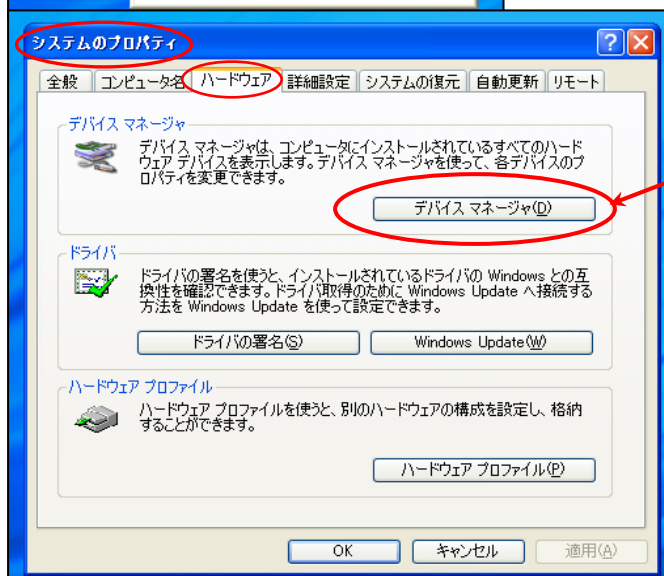 システムのプロパティ
全般 コンピュータ名 ハードウェア 詳細設定 システムの復元 自動更新 リモート
デバイス マネージャ
デバイス マネージャは、コンピュータにインストールされているすべてのハード
ウェア デバイスを表示します。デバイス マネージャを使って、各デバイスのプ
ロパティを変更できます。
デバイス マネージャ(D)
ドライバ
ドライバの署名を使うと、インストールされているドライバの Windows との互
換性を確認できます。ドライバ取得のために Windows Update へ接続する
方法を Windows Update を使って設定できます。
ドライバの署名(S) Windows Update(W)
ハードウェア プロファイル
ハードウェア プロファイルを使うと、別のハードウェアの構成を設定し、格納
することができます。
ハードウェア プロファイル(P)
OK キャンセル 適用(A)